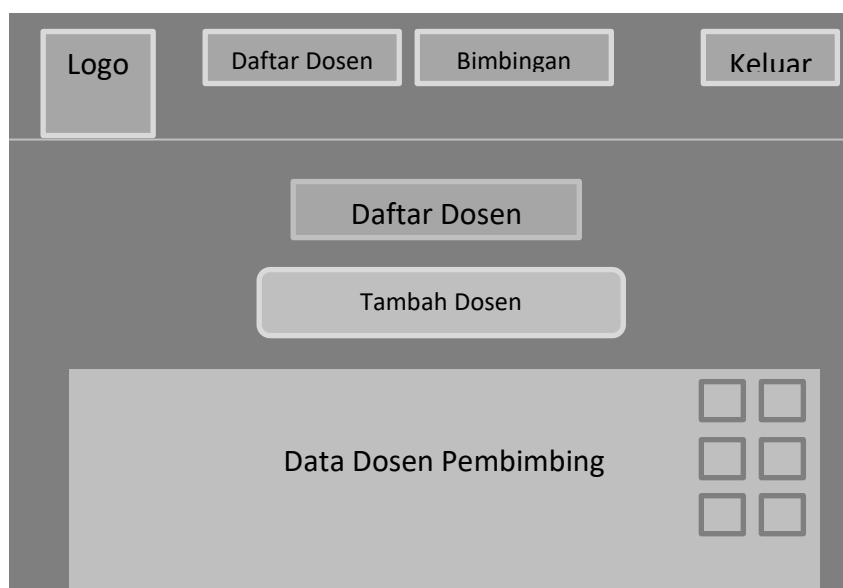 Logo
Daftar Dosen
Bimbingan
Keluar
Daftar Dosen
Tambah Dosen
Data Dosen Pembimbing